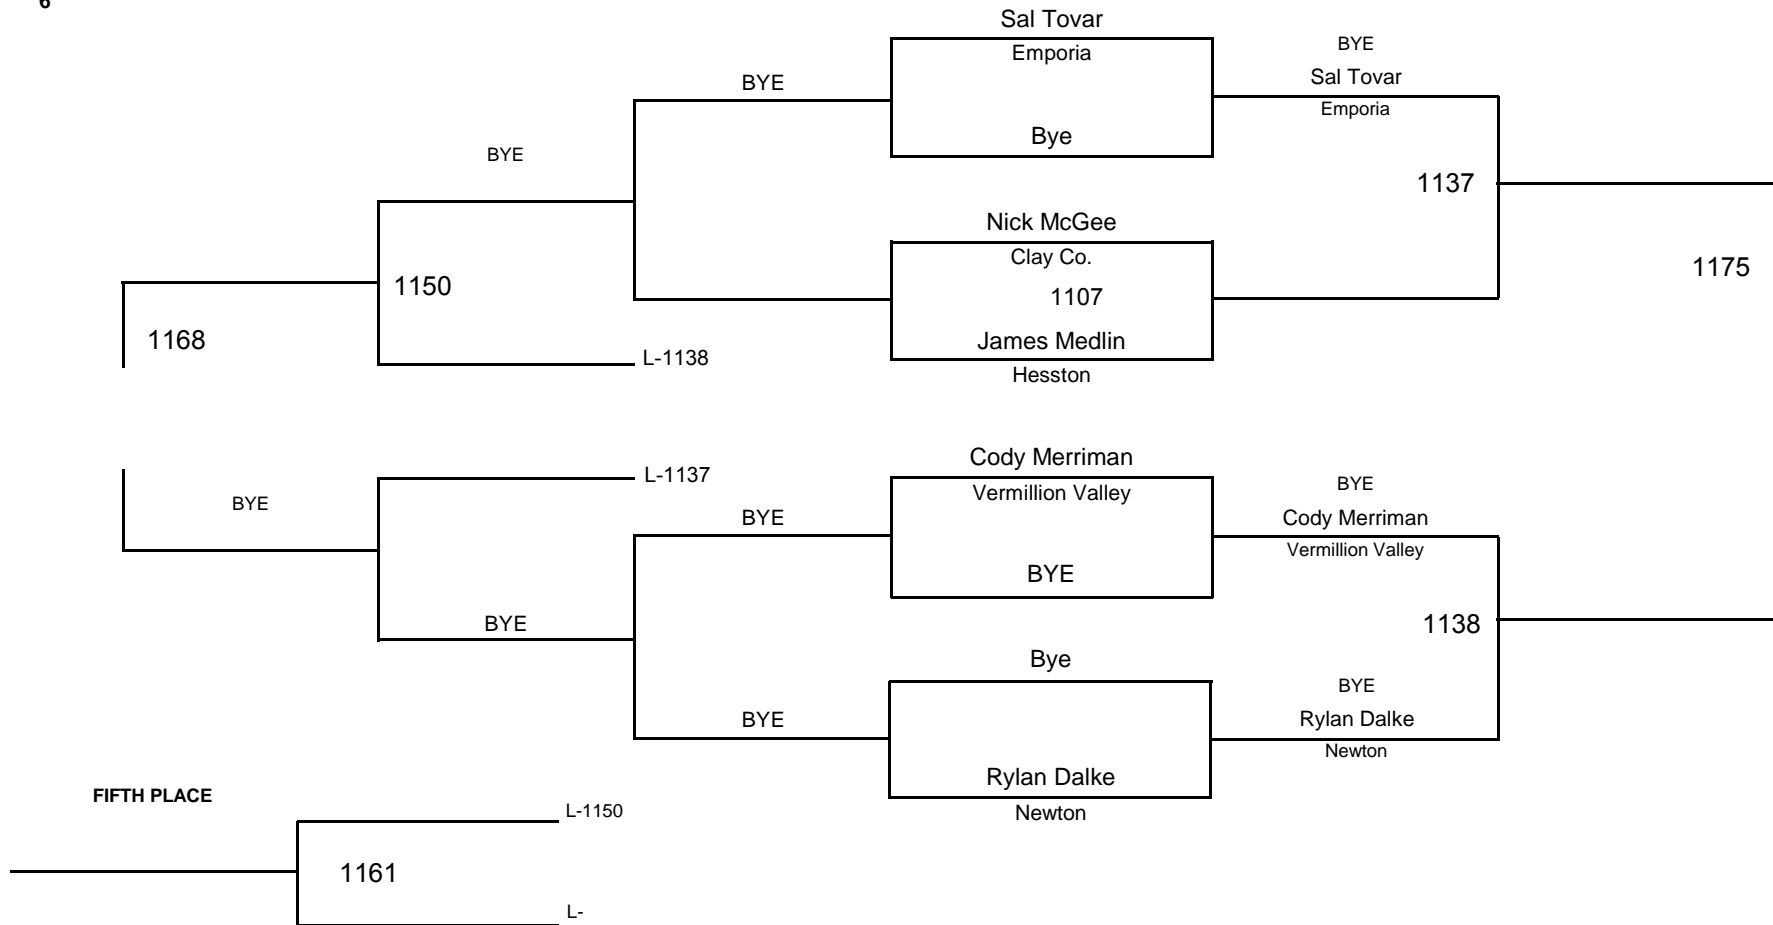 6
Sal Tovar
Emporia
BYE
Sal Tovar
Emporia
BYE
Bye
BYE
1137
Nick McGee
Clay Co.
1107
James Medlin
Hesston
1175
1150
1168
L-1138
Cody Merriman
Vermillion Valley
BYE
Cody Merriman
Vermillion Valley
L-1137
BYE
BYE
BYE
BYE
1138
Bye
BYE
Rylan Dalke
Newton
BYE
Rylan Dalke
Newton
FIFTH PLACE
L-1150
1161
L-